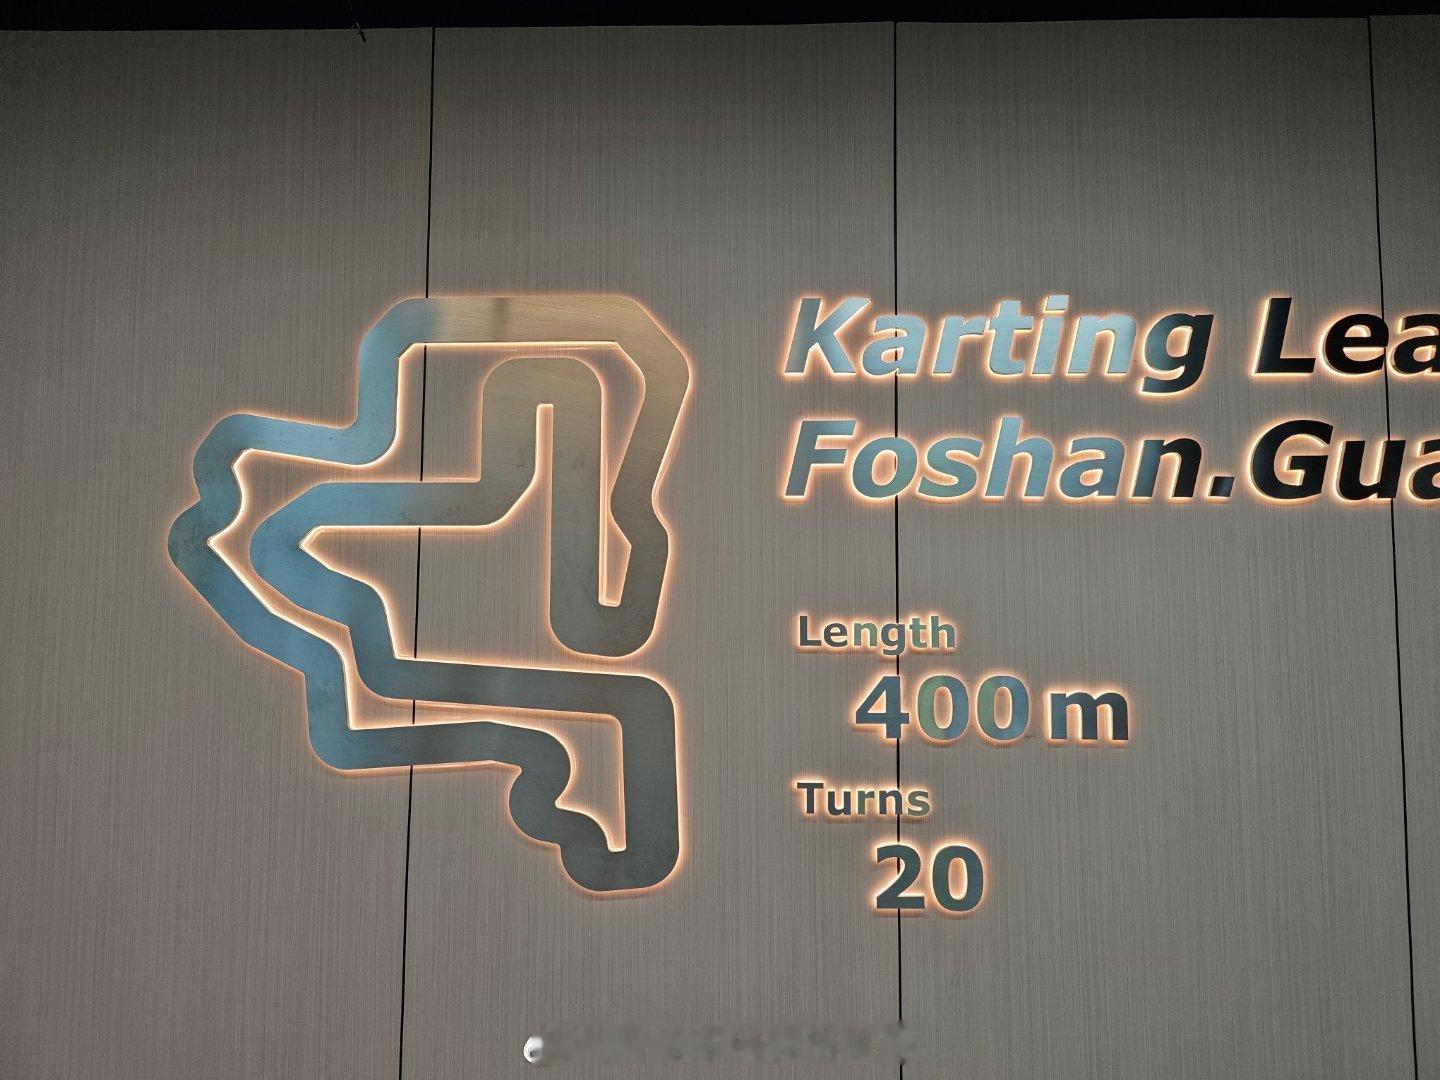 Karting Lea
Foshan.Gua
Length
400m
Turns
20